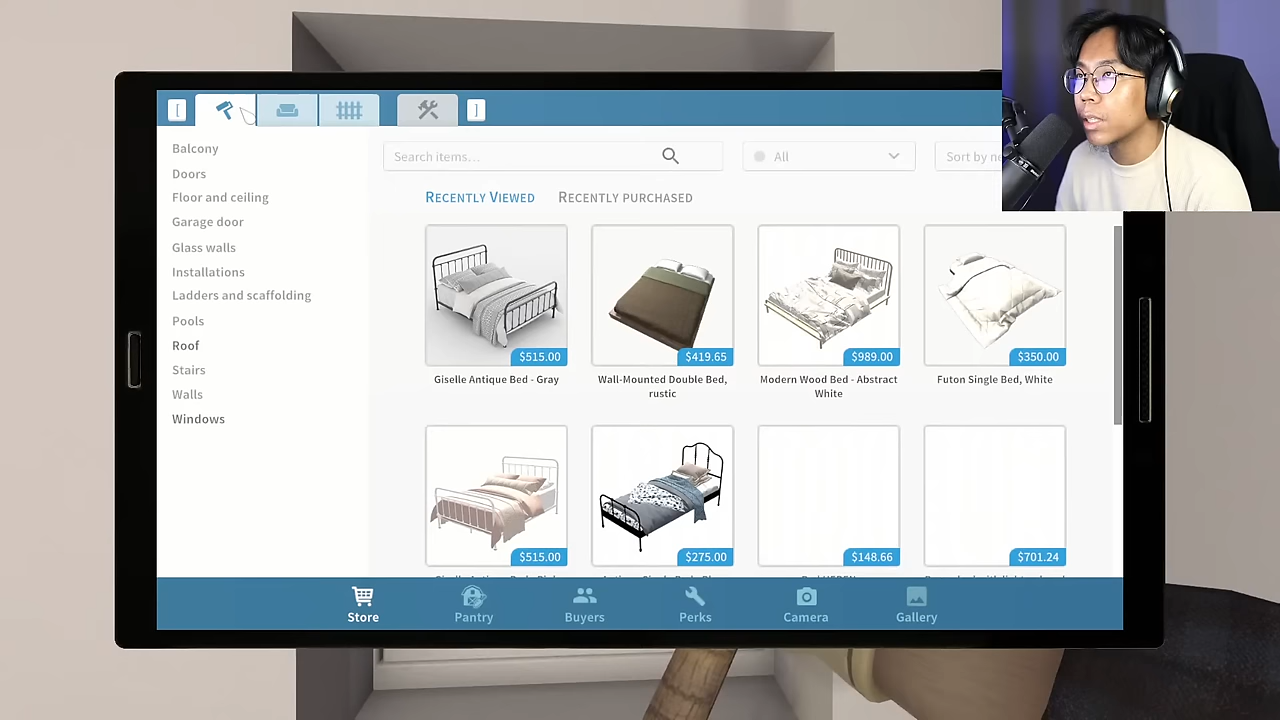 [
]
Search items...
All
Sort by ne
Balcony
Doors
Floor and ceiling
Garage door
Glass walls
Installations
Ladders and scaffolding
Pools
Roof
Stairs
Walls
Windows
RECENTLY VIEWED
RECENTLY PURCHASED
$515.00
Giselle Antique Bed - Gray
$419.65
Wall-Mounted Double Bed,
rustic
$989.00
Modern Wood Bed - Abstract
White
$350.00
Futon Single Bed, White
$515.00
$275.00
$148.66
$701.24
Store
Pantry
Buyers
Perks
Camera
Gallery